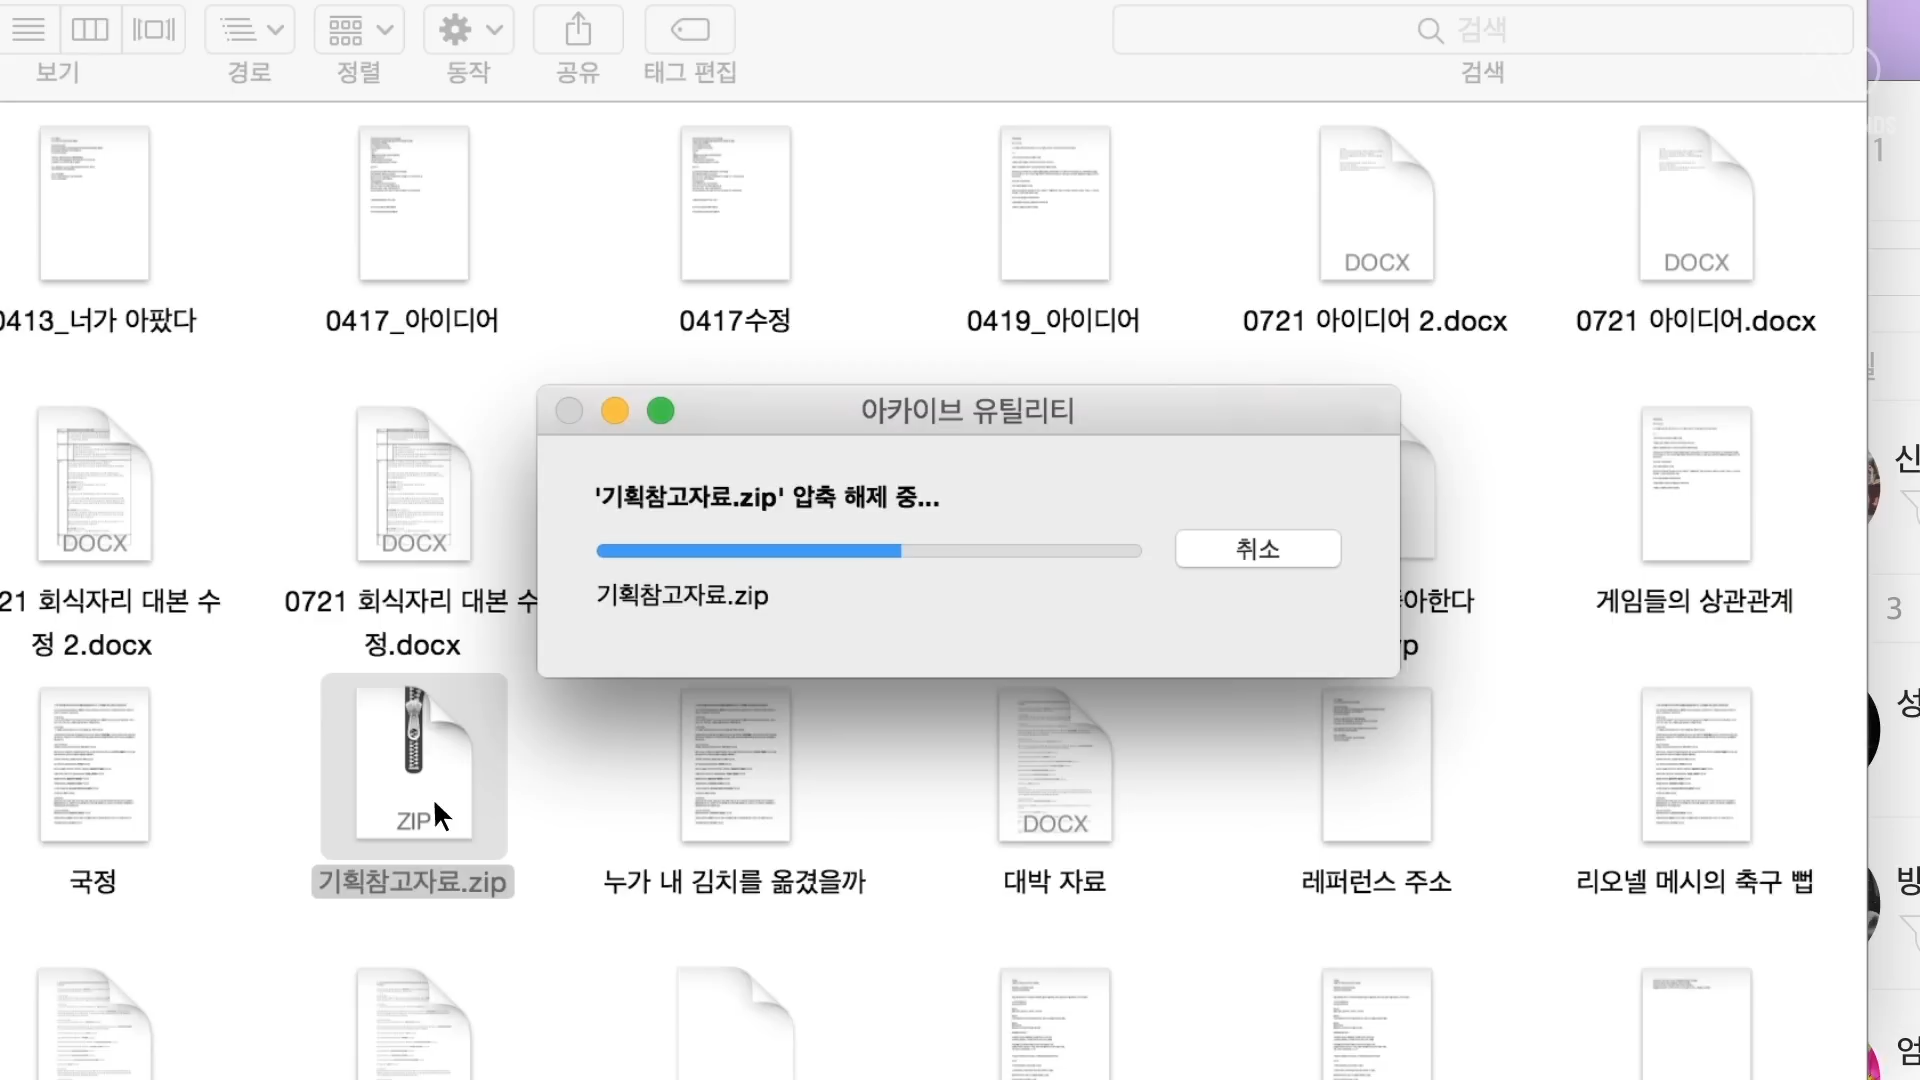 검색
보기
경로
정렬
동작
공유
태그 편집
검색
1
0413_너가 아팠다
0417_아이디어
0417수정
0419_아이디어
0721 아이디어 2.docx
0721 아이디어.docx
DOCX
DOCX
아카이브 유틸리티
'기획참고자료.zip' 압축 해제 중...
취소
기획참고자료.zip
DOCX
DOCX
21 회식자리 대본 수
정 2.docx
0721 회식자리 대본 수
정.docx
아한다
게임들의 상관관계
신
3
성
ZIP
DOCX
국정
기획참고자료.zip
누가 내 김치를 옮겼을까
대박 자료
레퍼런스 주소
리오넬 메시의 축구 뻡
방
엄